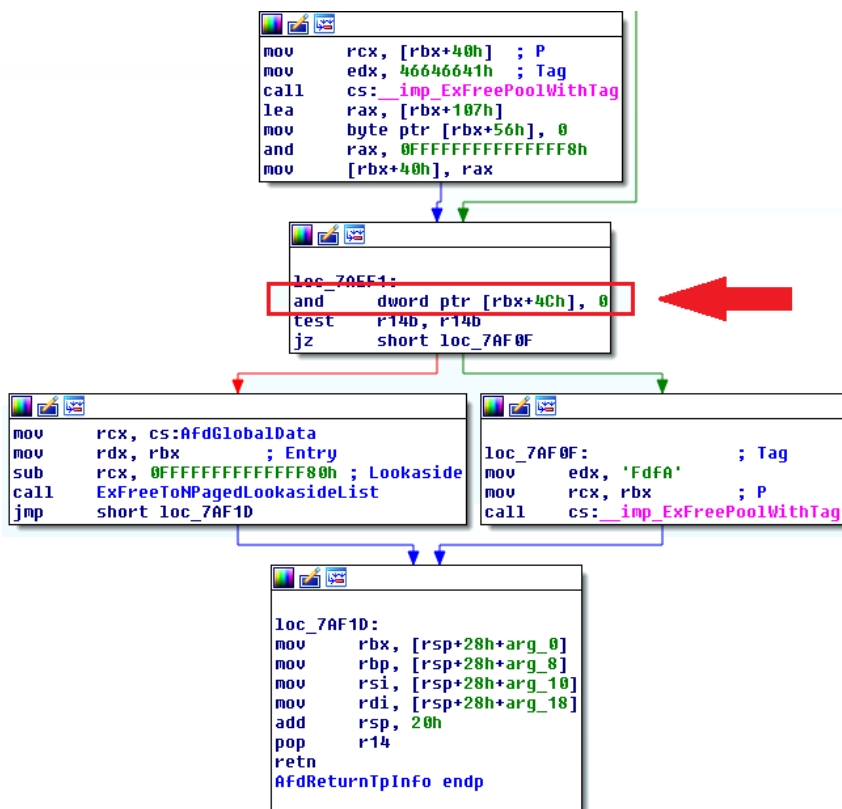 mov rcx, [rbx+40h] ; P
mov edx, 46646641h ; Tag
call cs:__imp_ExFreePoolWithTag
lea rax, [rbx+107h]
mov byte ptr [rbx+56h], 0
and rax, 0FFFFFFFFFFFFFFF8h
mov [rbx+40h], rax
loc_7AEF1:
and dword ptr [rbx+4Ch], 0
test r14b, r14b
jz short loc_7AF0F
mov rcx, cs:AfdGlobalData
mov rdx, rbx ; Entry
sub rcx, 0FFFFFFFFFFFFFF80h ; Lookaside
call ExFreeToNPagedLookasideList
jmp short loc_7AF1D
loc_7AF0F: ; Tag
mov edx, 'FdfA'
mov rcx, rbx ; P
call cs:__imp_ExFreePoolWithTag
loc_7AF1D:
mov rbx, [rsp+28h+arg_0]
mov rbp, [rsp+28h+arg_8]
mov rsi, [rsp+28h+arg_10]
mov rdi, [rsp+28h+arg_18]
add rsp, 20h
pop r14
retn
AfdReturnTpInfo endp